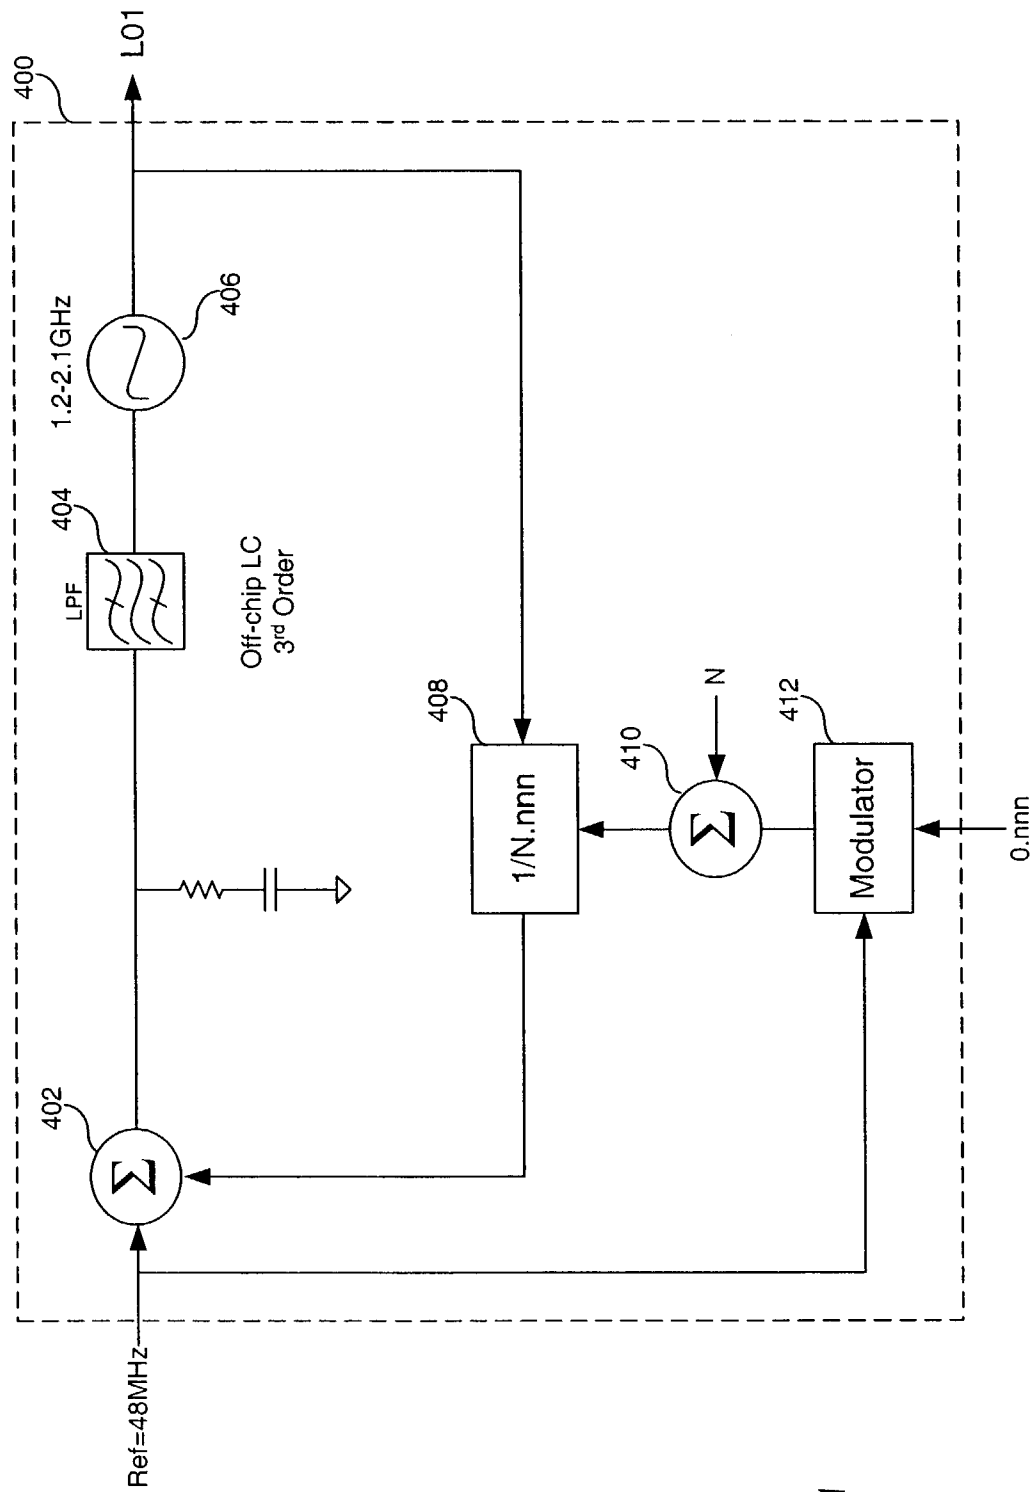 400
LO1
1.2-2.1GHz
406
404
LPF
Off-chip LC
3rd Order
402
Σ
Ref=48MHz
408
1/N.nnn
410
N
Σ
412
Modulator
0.nnn